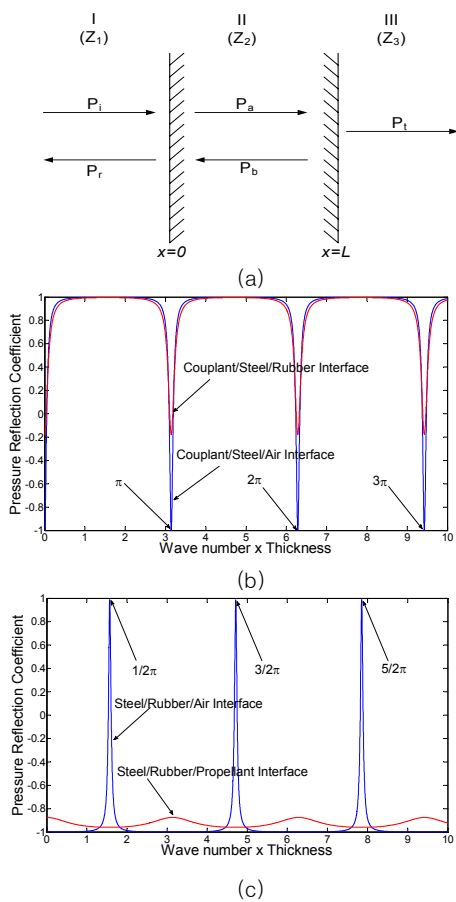 I II III
(Z1) (Z2) (Z3)
Pi Pa Pt
Pr Pb
x=0 x=L
(a)
Pressure Reflection Coefficient
1
0.8
0.6
0.4
0.2
0
-0.2
-0.4
-0.6
-0.8
-1
Couplant/Steel/Rubber Interface
Couplant/Steel/Air Interface
π 2π 3π
0 1 2 3 4 5 6 7 8 9 10
Wave number x Thickness
(b)
Pressure Reflection Coefficient
1
0.8
0.6
0.4
0.2
0
-0.2
-0.4
-0.6
-0.8
-1
1/2π 3/2π 5/2π
Steel/Rubber/Air Interface
Steel/Rubber/Propellant Interface
0 1 2 3 4 5 6 7 8 9 10
Wave number x Thickness
(c)